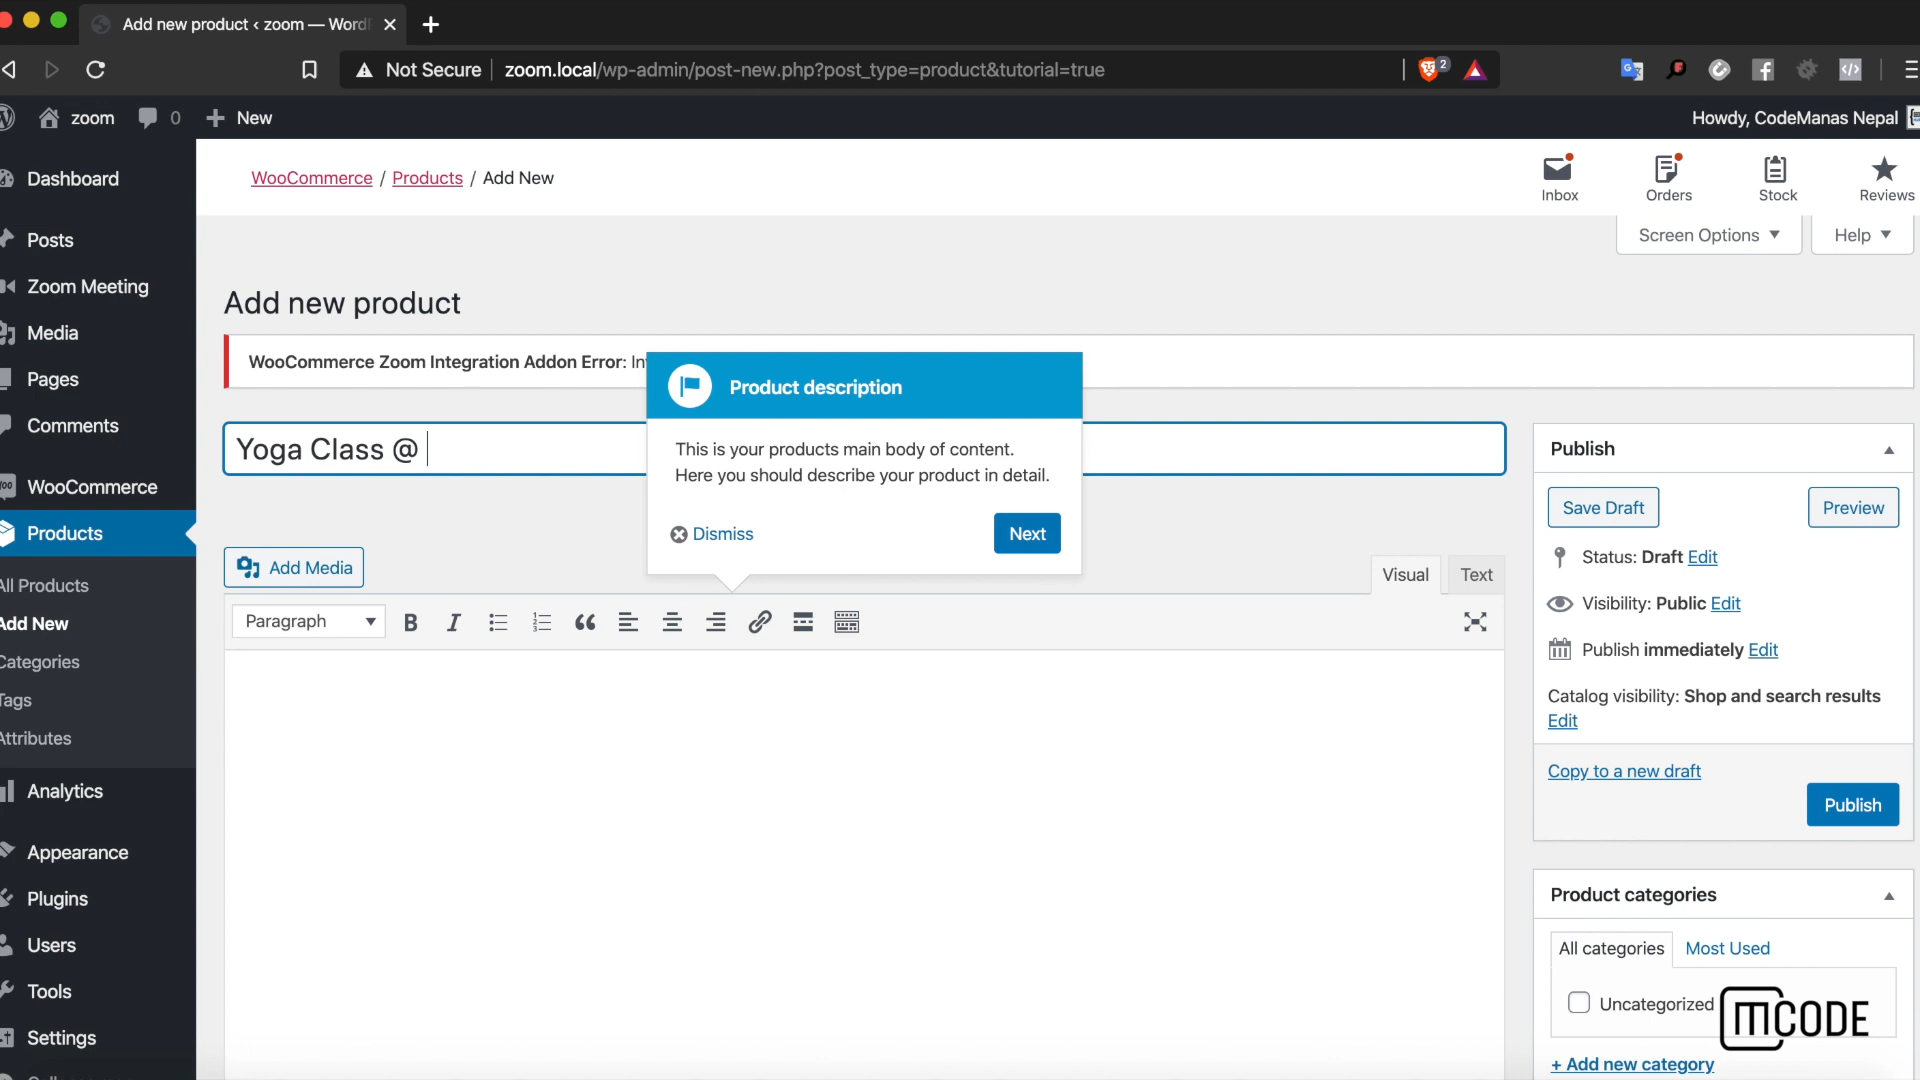 Add new product ‹ zoom — Word
Not Secure zoom.local/wp-admin/post-new.php?post_type=product&tutorial=true
2
zoom 0 New
Howdy, CodeManas Nepal
Dashboard
Posts
Zoom Meeting
Media
Pages
Comments
WooCommerce
Products
All Products
Add New
Categories
Tags
Attributes
Analytics
Appearance
Plugins
Users
Tools
Settings
WooCommerce / Products / Add New
Inbox
Orders
Stock
Reviews
Screen Options
Help
Add new product
WooCommerce Zoom Integration Addon Error:
Product description
This is your products main body of content.
Here you should describe your product in detail.
Dismiss
Next
Yoga Class @
Add Media
Visual
Text
Paragraph
Publish
Save Draft
Preview
Status: Draft Edit
Visibility: Public Edit
Publish immediately Edit
Catalog visibility: Shop and search results
Edit
Copy to a new draft
Publish
Product categories
All categories
Most Used
Uncategorized
+ Add new category
mCODE